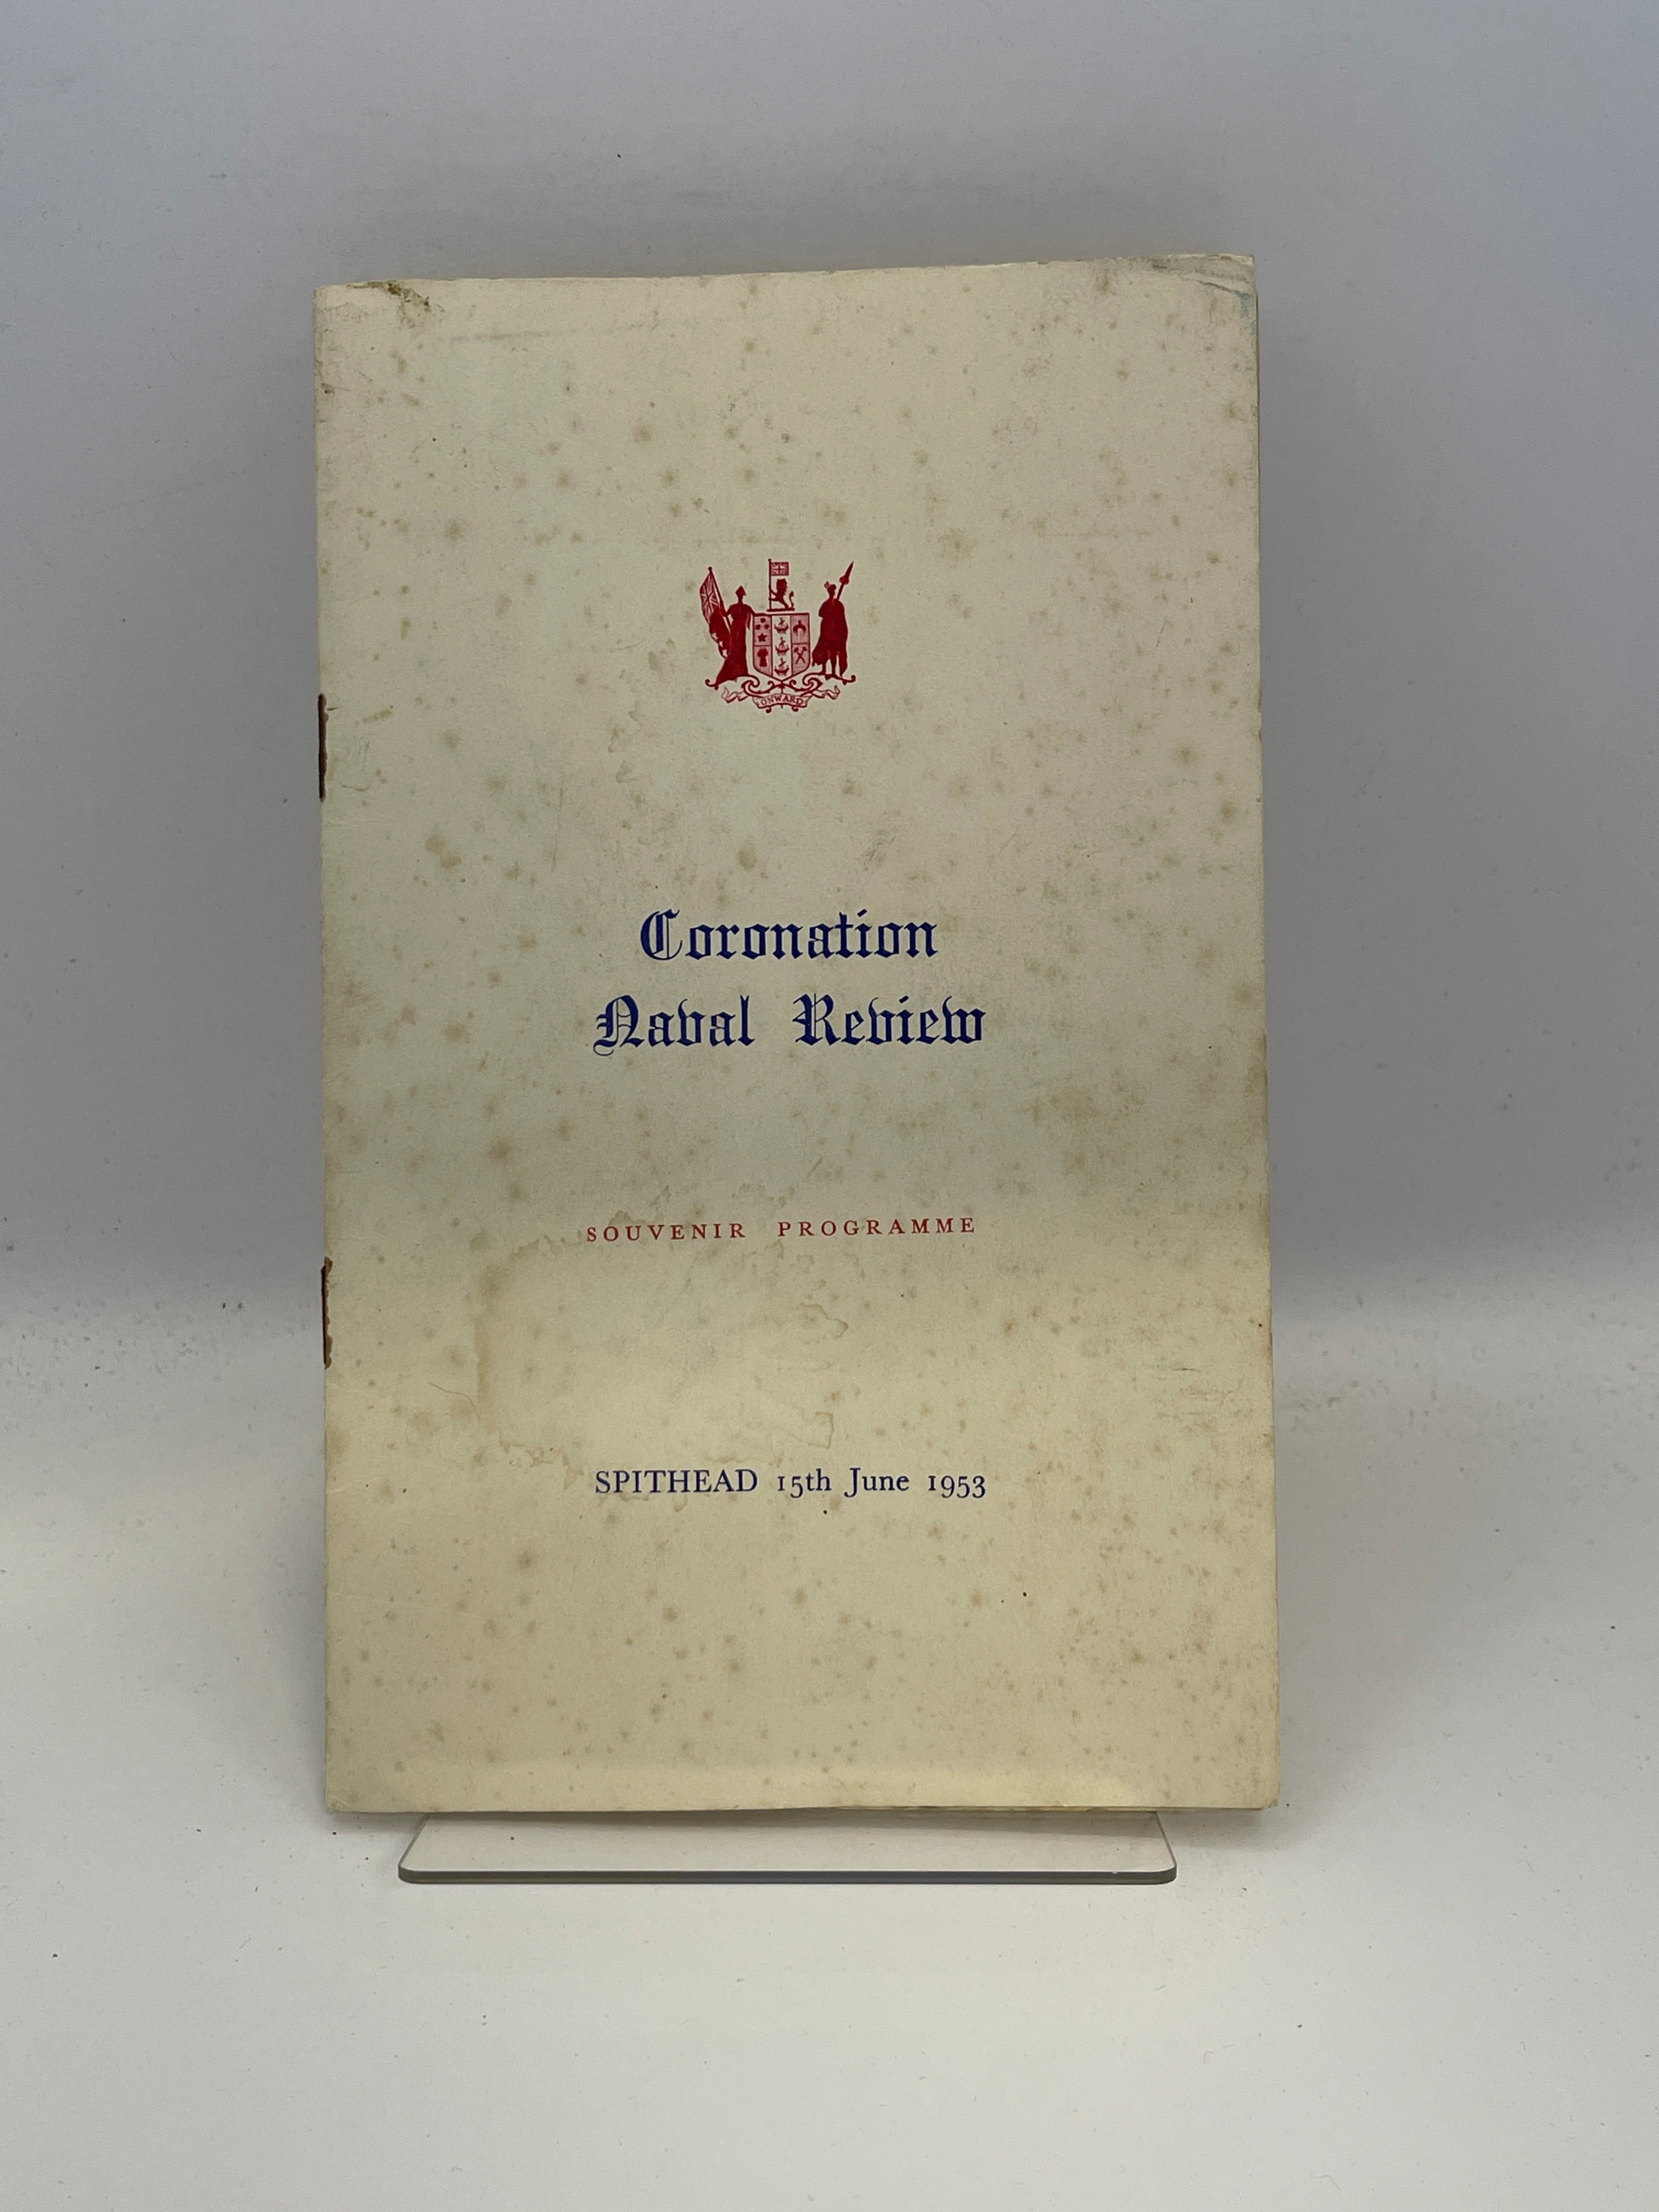 ONWARD
Coronation
Naval Review
SOUVENIR PROGRAMME
SPITHEAD 15th June 1953